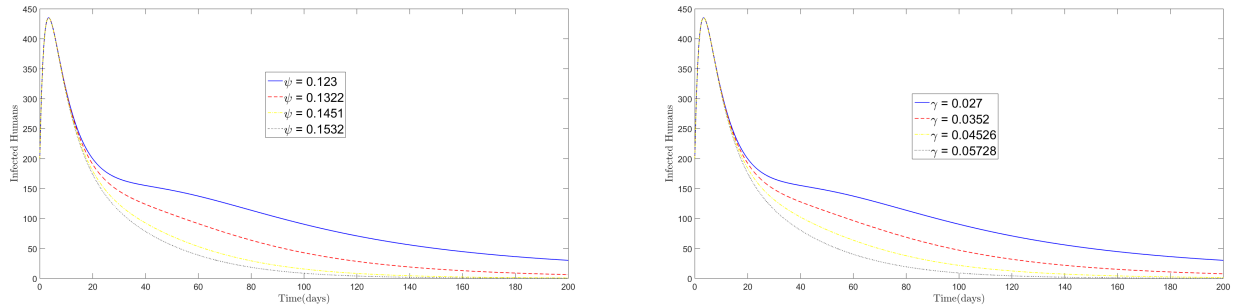 450
400
350
300
250
200
150
100
50
0
Infected Humans
ψ = 0.123
ψ = 0.1322
ψ = 0.1451
ψ = 0.1532
0 20 40 60 80 100 120 140 160 180 200
Time(days)
450
400
350
300
250
200
150
100
50
0
Infected Humans
γ = 0.027
γ = 0.0352
γ = 0.04526
γ = 0.05728
0 20 40 60 80 100 120 140 160 180 200
Time(days)